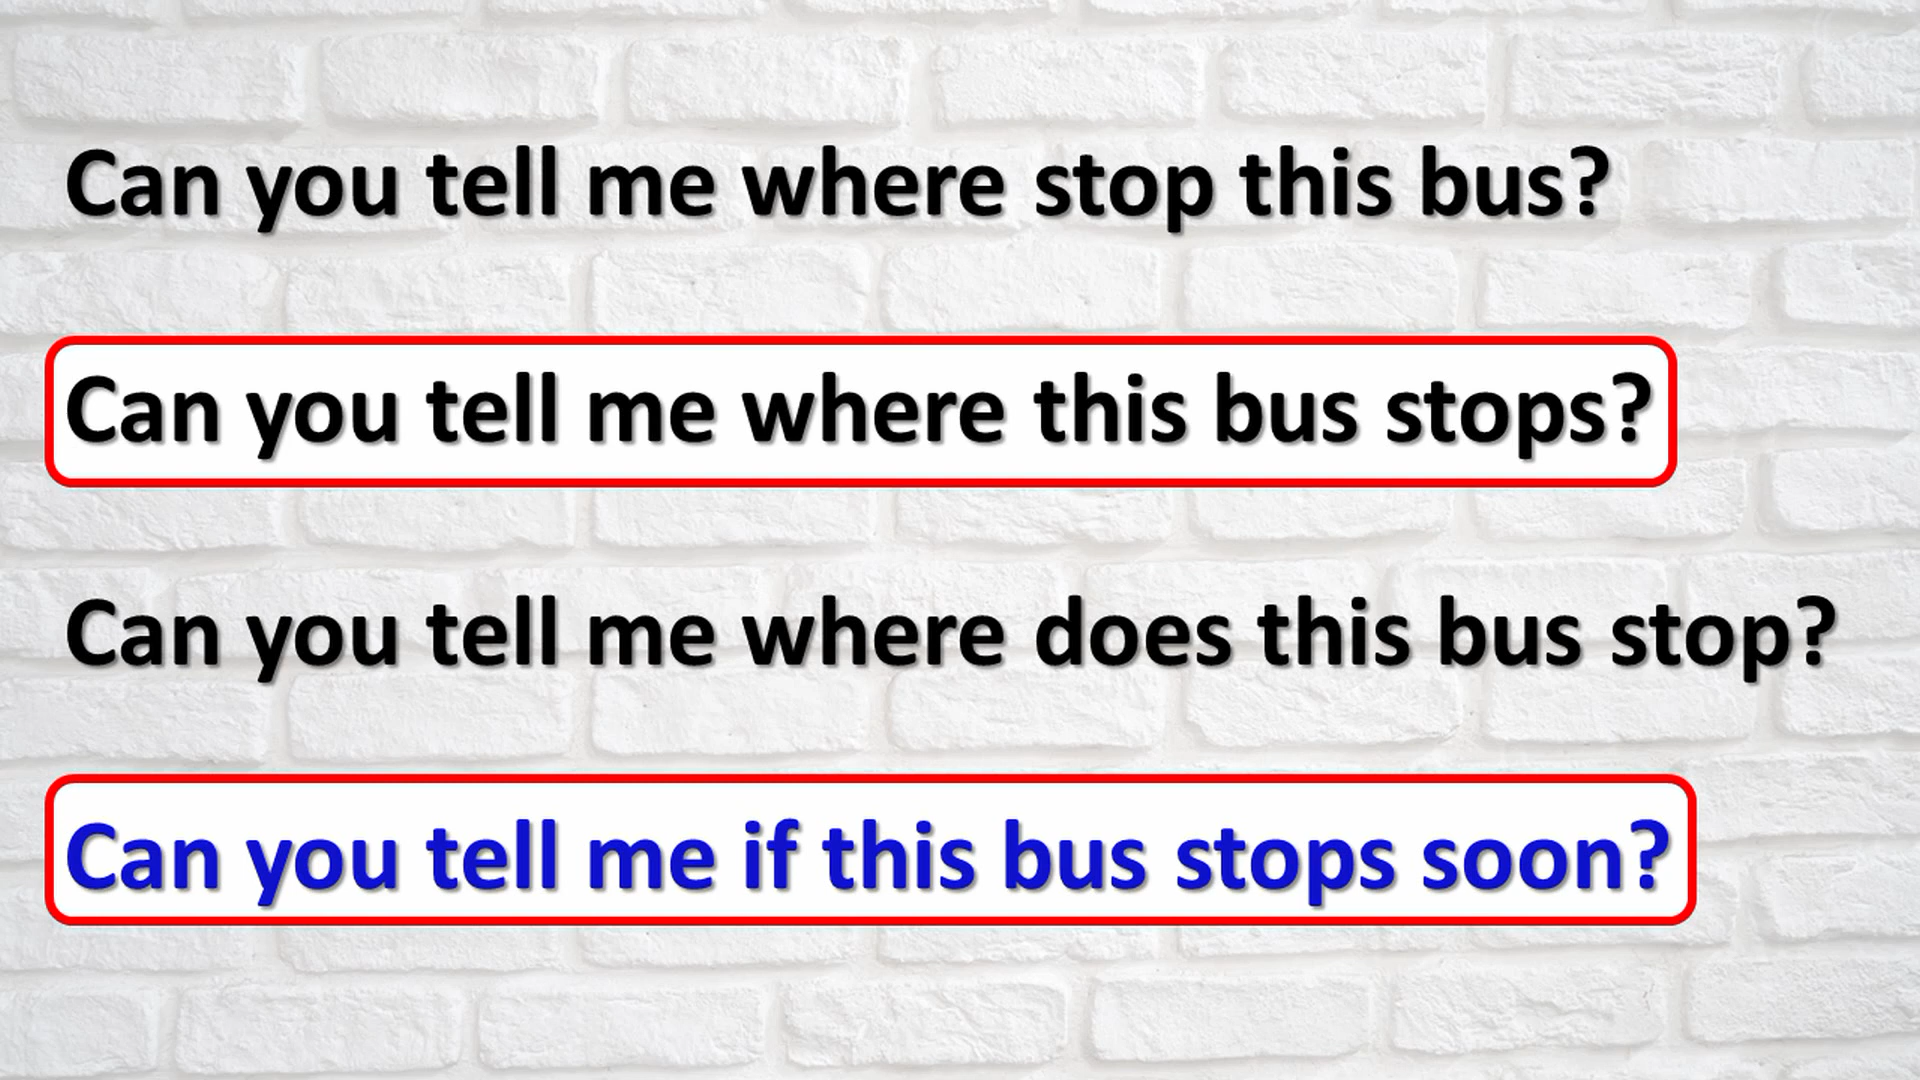 Can you tell me where stop this bus?
Can you tell me where this bus stops?
Can you tell me where does this bus stop?
Can you tell me if this bus stops soon?